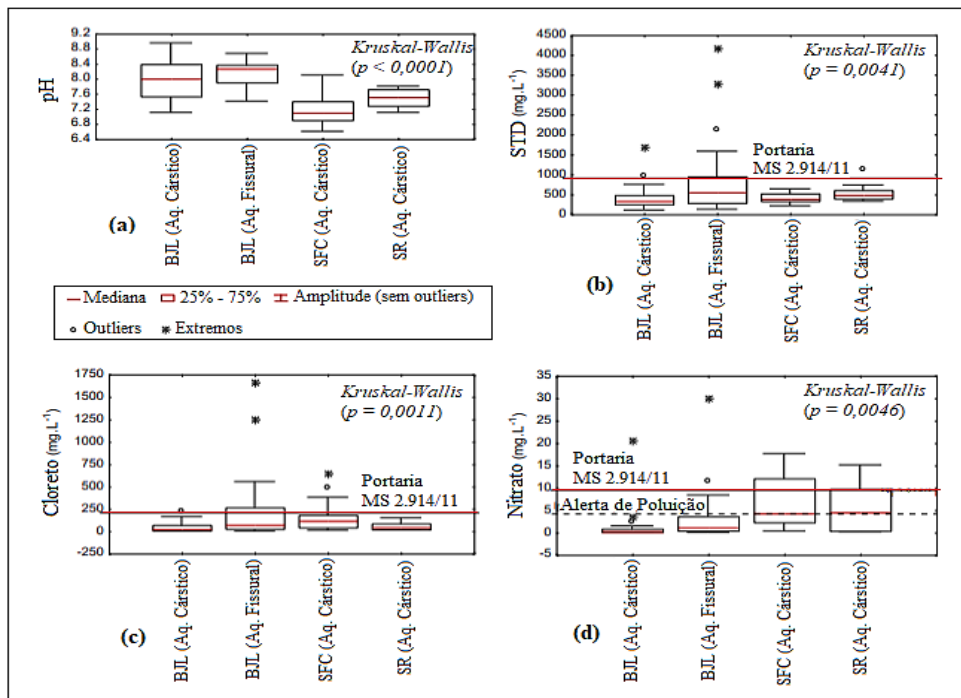 (a)
pH
9.2
8.8
8.4
8.0
7.6
7.2
6.8
6.4
Kruskal-Wallis
(p < 0,0001)
BJL (Aq. Cárstico)
BJL (Aq. Fissural)
SFC (Aq. Cárstico)
SR (Aq. Cárstico)
(b)
STD (mg.L-1)
4500
4000
3500
3000
2500
2000
1500
1000
500
0
Kruskal-Wallis
(p = 0,0041)
Portaria
MS 2.914/11
BJL (Aq. Cárstico)
BJL (Aq. Fissural)
SFC (Aq. Cárstico)
SR (Aq. Cárstico)
Mediana 25% - 75% Amplitude (sem outliers)
Outliers Extremos
(c)
Cloreto (mg.L-1)
1750
1500
1250
1000
750
500
250
0
-250
Kruskal-Wallis
(p = 0,0011)
Portaria
MS 2.914/11
BJL (Aq. Cárstico)
BJL (Aq. Fissural)
SFC (Aq. Cárstico)
SR (Aq. Cárstico)
(d)
Nitrato (mg.L-1)
35
30
25
20
15
10
5
0
-5
Kruskal-Wallis
(p = 0,0046)
Portaria
MS 2.914/11
Alerta de Poluição
BJL (Aq. Cárstico)
BJL (Aq. Fissural)
SFC (Aq. Cárstico)
SR (Aq. Cárstico)